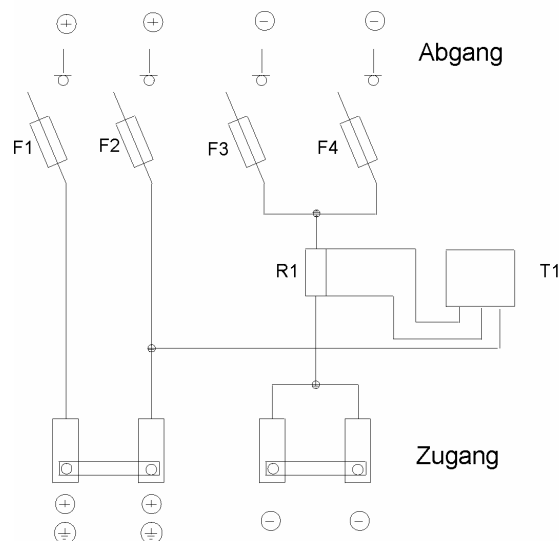 + + - -
Abgang
F1 F2 F3 F4
R1 T1
Zugang
+ + - -